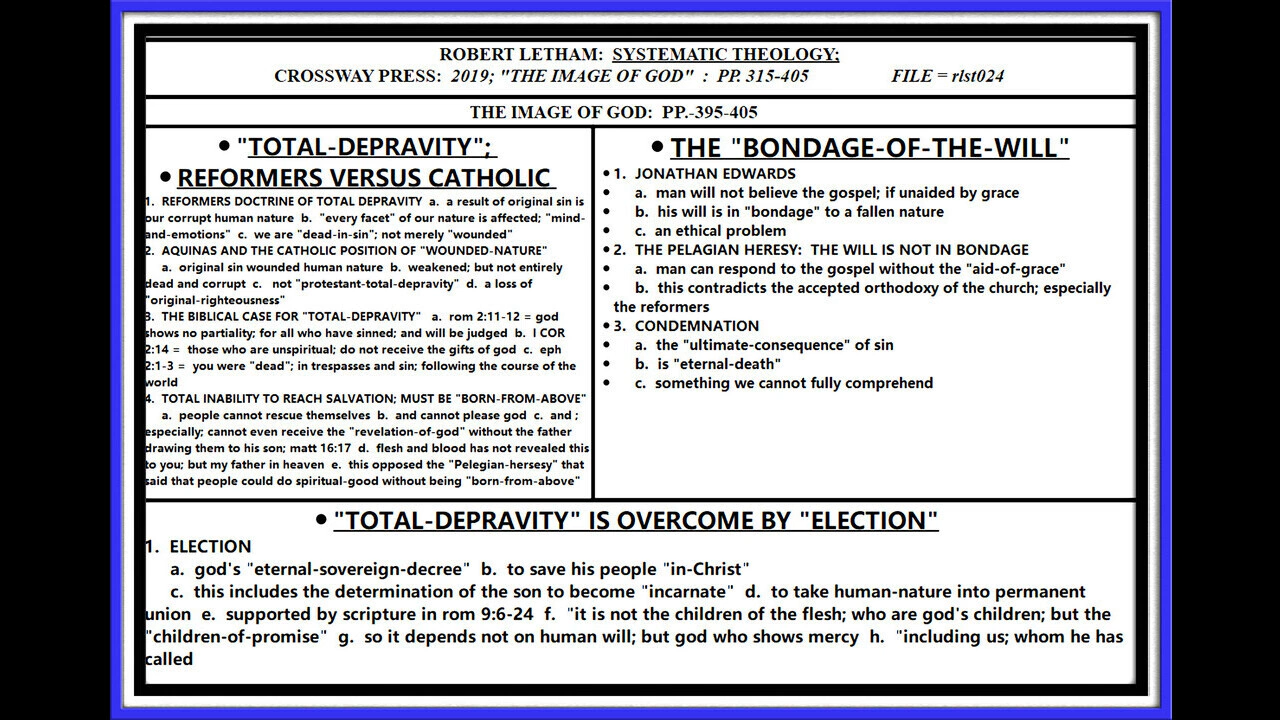 ROBERT LETHAM: SYSTEMATIC THEOLOGY;
CROSSWAY PRESS: 2019; "THE IMAGE OF GOD" : PP. 315-405 FILE = rlst024
THE IMAGE OF GOD: PP.-395-405
• "TOTAL-DEPRAVITY";
• REFORMERS VERSUS CATHOLIC
1. REFORMERS DOCTRINE OF TOTAL DEPRAVITY a. a result of original sin is
our corrupt human nature b. "every facet" of our nature is affected; "mind-
and-emotions" c. we are "dead-in-sin"; not merely "wounded"
2. AQUINAS AND THE CATHOLIC POSITION OF "WOUNDED-NATURE"
a. original sin wounded human nature b. weakened; but not entirely
dead and corrupt c. not "protestant-total-depravity" d. a loss of
"original-righteousness"
3. THE BIBLICAL CASE FOR "TOTAL-DEPRAVITY" a. rom 2:11-12 = god
shows no partiality; for all who have sinned; and will be judged b. I COR
2:14 = those who are unspiritual; do not receive the gifts of god c. eph
2:1-3 = you were "dead"; in trespasses and sin; following the course of the
world
4. TOTAL INABILITY TO REACH SALVATION; MUST BE "BORN-FROM-ABOVE"
a. people cannot rescue themselves b. and cannot please god c. and ;
especially; cannot even receive the "revelation-of-god" without the father
drawing them to his son; matt 16:17 d. flesh and blood has not revealed this
to you; but my father in heaven e. this opposed the "Pelegian-hersesy" that
said that people could do spiritual-good without being "born-from-above"
• THE "BONDAGE-OF-THE-WILL"
• 1. JONATHAN EDWARDS
• a. man will not believe the gospel; if unaided by grace
• b. his will is in "bondage" to a fallen nature
• c. an ethical problem
• 2. THE PELAGIAN HERESY: THE WILL IS NOT IN BONDAGE
• a. man can respond to the gospel without the "aid-of-grace"
• b. this contradicts the accepted orthodoxy of the church; especially
the reformers
• 3. CONDEMNATION
• a. the "ultimate-consequence" of sin
• b. is "eternal-death"
• c. something we cannot fully comprehend
• "TOTAL-DEPRAVITY" IS OVERCOME BY "ELECTION"
1. ELECTION
a. god's "eternal-sovereign-decree" b. to save his people "in-Christ"
c. this includes the determination of the son to become "incarnate" d. to take human-nature into permanent
union e. supported by scripture in rom 9:6-24 f. "it is not the children of the flesh; who are god's children; but the
"children-of-promise" g. so it depends not on human will; but god who shows mercy h. "including us; whom he has
called